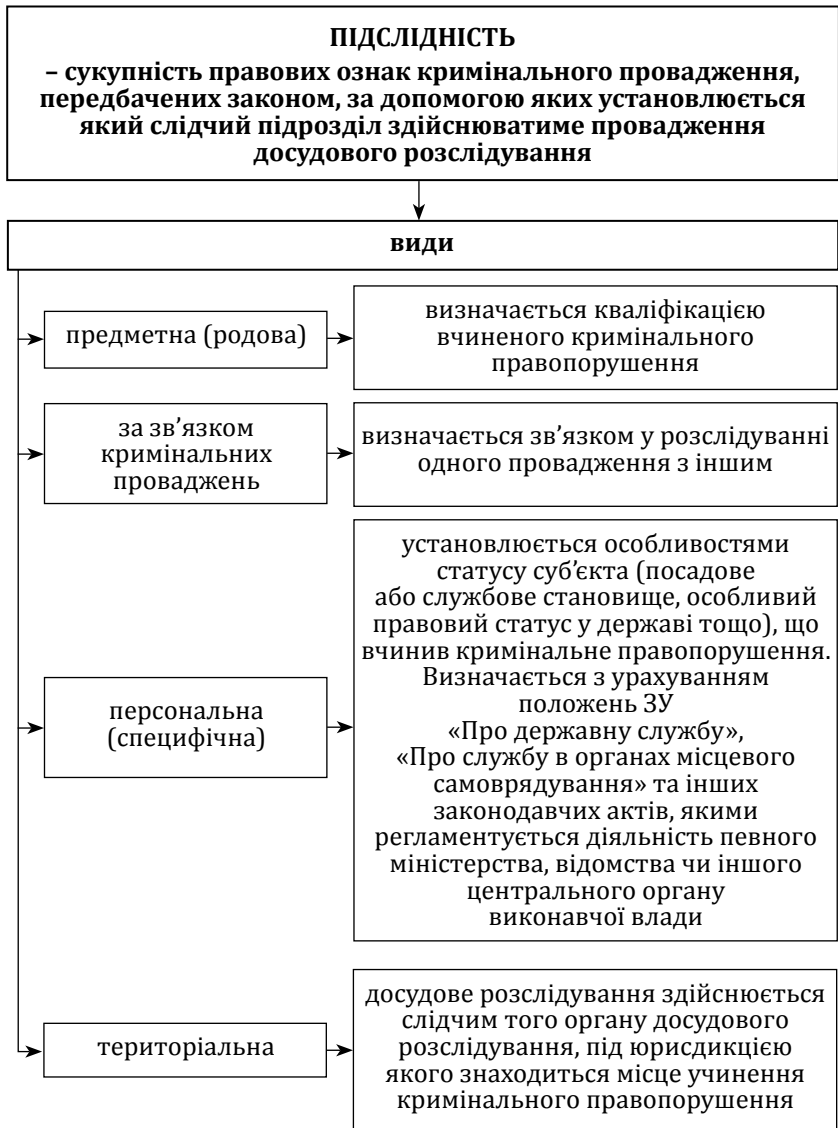 ПІДСЛІДНІСТЬ
– сукупність правових ознак кримінального провадження,
передбачених законом, за допомогою яких установлюється
який слідчий підрозділ здійснюватиме провадження
досудового розслідування
види
предметна (родова)
визначається кваліфікацією
вчиненого кримінального
правопорушення
за зв’язком
кримінальних
проваджень
визначається зв’язком у розслідуванні
одного провадження з іншим
персональна
(специфічна)
установлюється особливостями
статусу суб’єкта (посадове
або службове становище, особливий
правовий статус у державі тощо), що
вчинив кримінальне правопорушення.
Визначається з урахуванням
положень ЗУ
«Про державну службу»,
«Про службу в органах місцевого
самоврядування» та інших
законодавчих актів, якими
регламентується діяльність певного
міністерства, відомства чи іншого
центрального органу
виконавчої влади
територіальна
досудове розслідування здійснюється
слідчим того органу досудового
розслідування, під юрисдикцією
якого знаходиться місце учинення
кримінального правопорушення